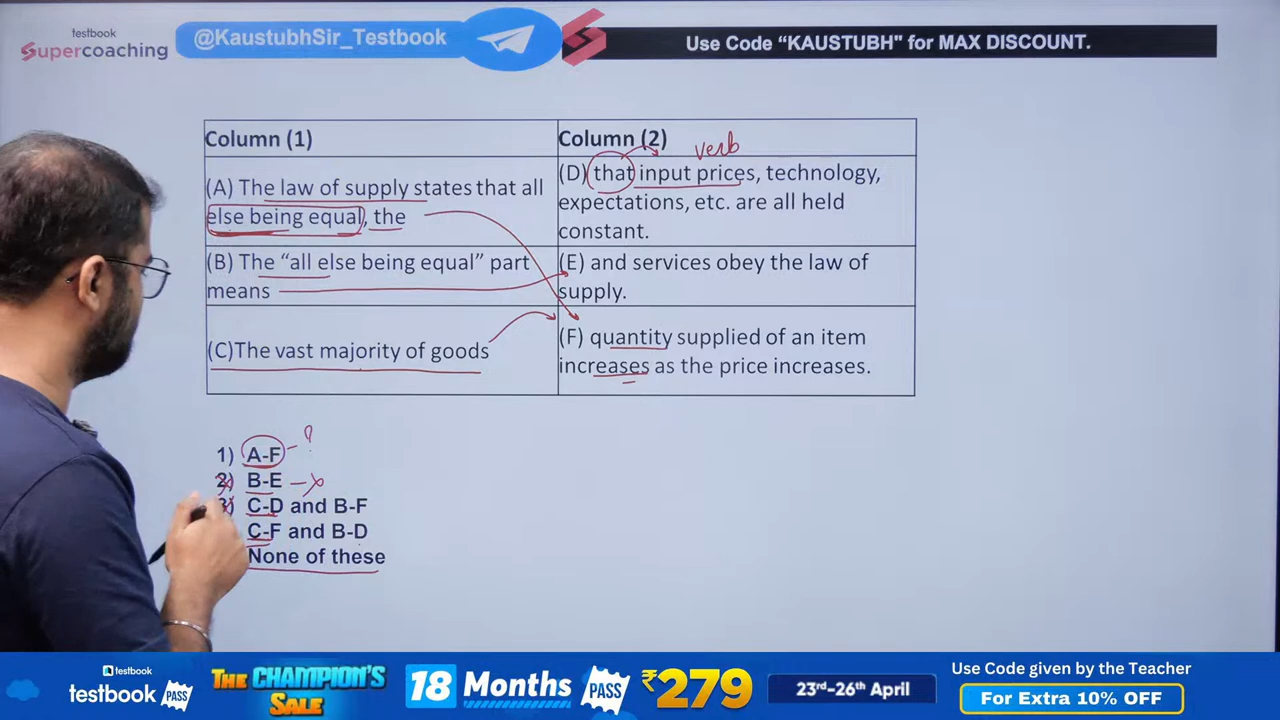 testbook
Supercoaching
@KaustubhSir_Testbook
Use Code “KAUSTUBH" for MAX DISCOUNT.
Column (1)
Column (2)
verb
(A) The law of supply states that all
else being equal, the
(D) that input prices, technology,
expectations, etc. are all held
constant.
(B) The “all else being equal” part
means
(E) and services obey the law of
supply.
(C)The vast majority of goods
(F) quantity supplied of an item
increases as the price increases.
1) A-F - ?
2) B-E - x
3) C-D and B-F
C-F and B-D
None of these
testbook
testbook PASS
THE CHAMPION'S
SALE
18 Months PASS ₹279
23rd-26th April
Use Code given by the Teacher
For Extra 10% OFF